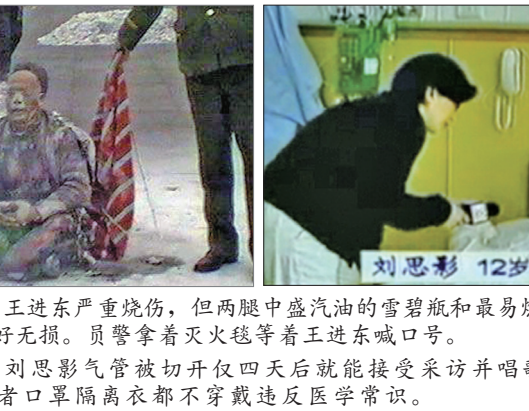 刘思影 12岁
王进东严重烧伤，但两腿中盛汽油的雪碧瓶和最易
好无损。员警拿着灭火毯等着王进东喊口号。
刘思影气管被切开仅四天后就能接受采访并唱
者口罩隔离衣都不穿戴违反医学常识。